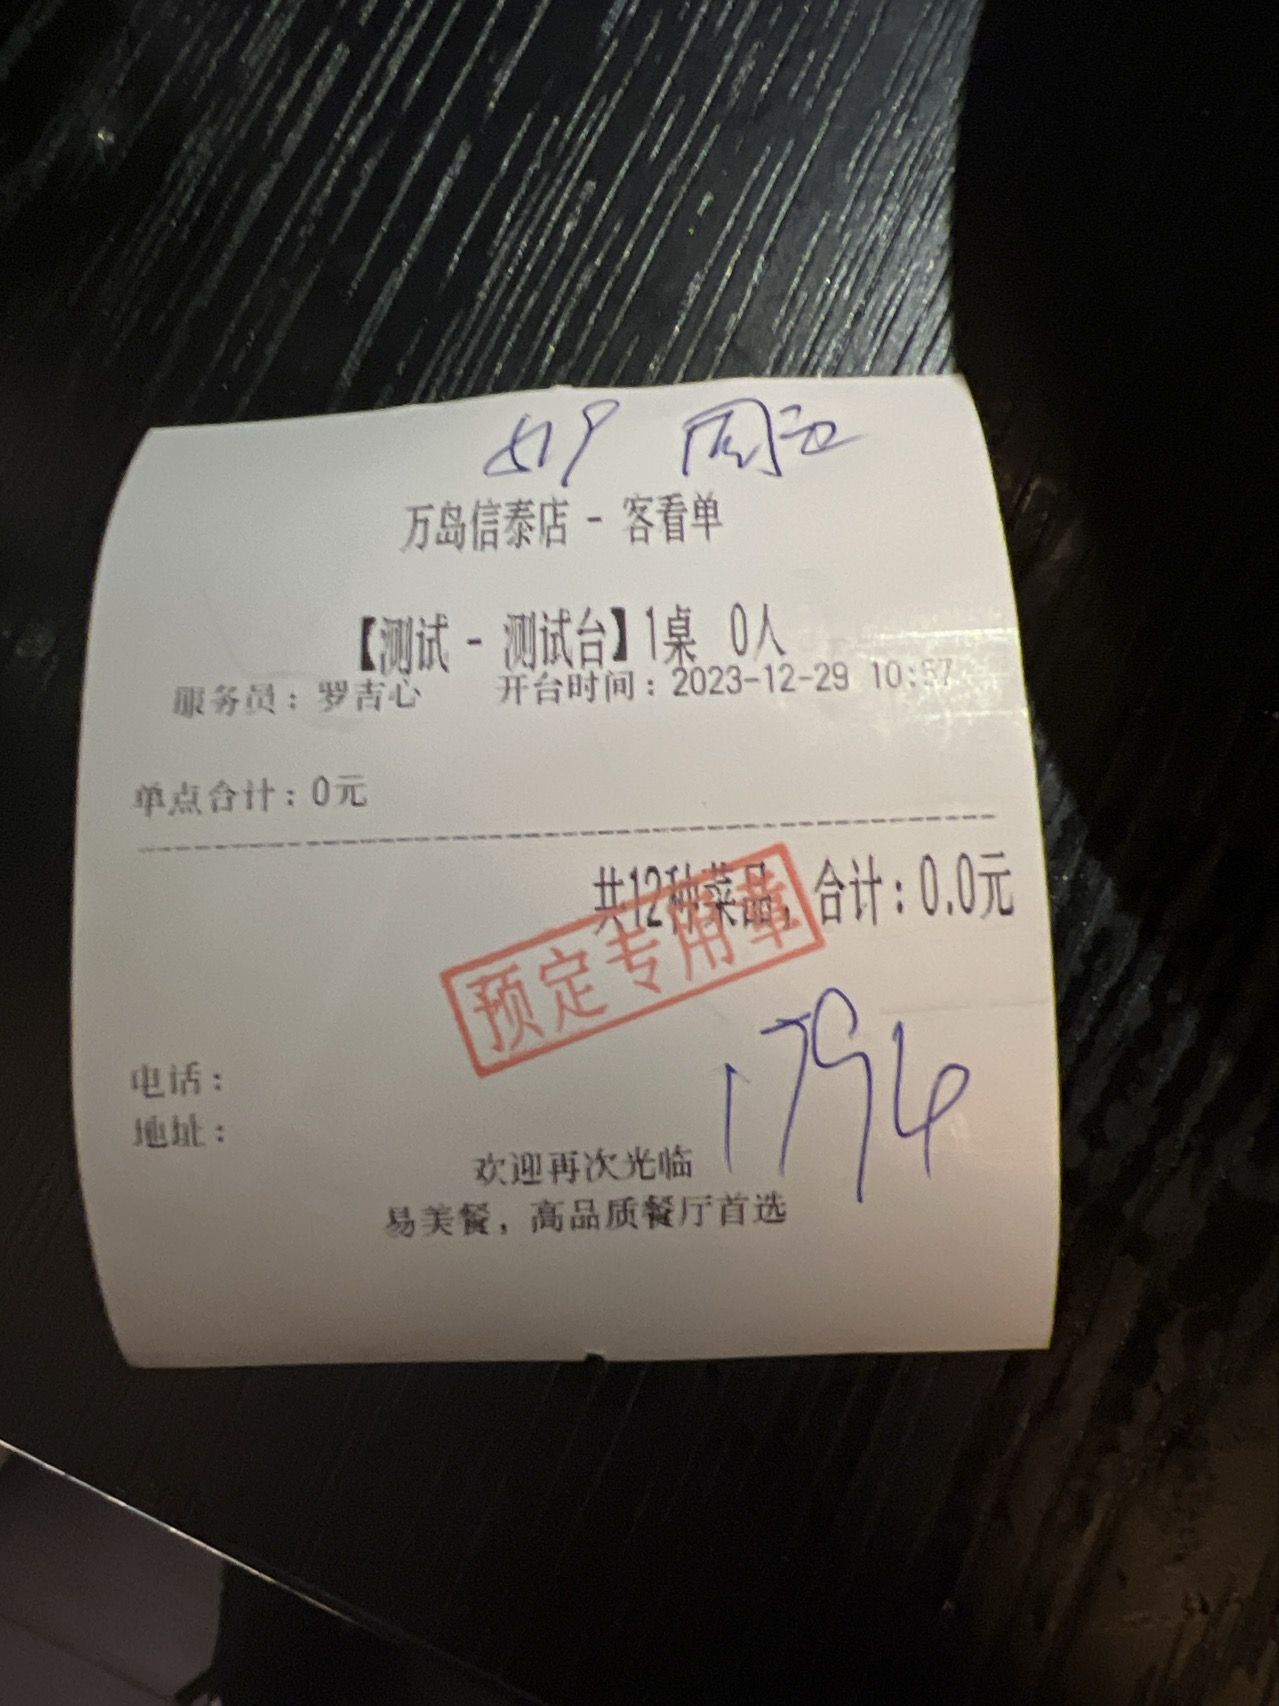 周五
万岛信泰店 - 客看单
【测试 - 测试台】1桌 0人
服务员：罗吉心 开台时间：2023-12-29 10:57
单点合计：0元
共12种菜品，合计：0.0元
预定专用章
1794
电话：
地址：
欢迎再次光临
易美餐，高品质餐厅首选